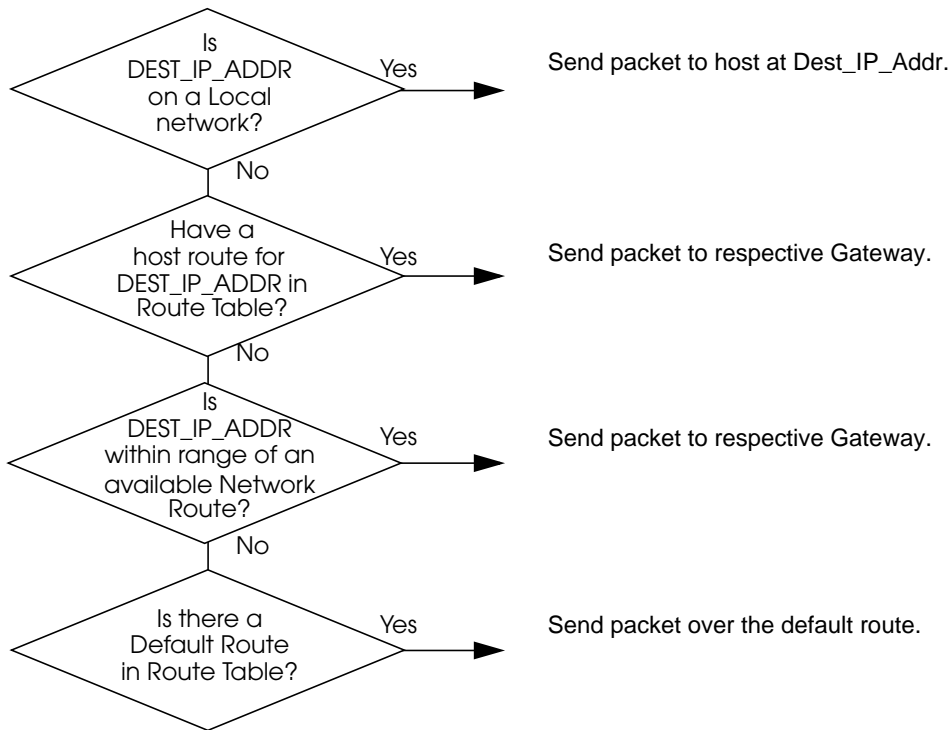 Is
DEST_IP_ADDR
on a Local
network?
Yes
Send packet to host at Dest_IP_Addr.
No
Have a
host route for
DEST_IP_ADDR in
Route Table?
Yes
Send packet to respective Gateway.
No
Is
DEST_IP_ADDR
within range of an
available Network
Route?
Yes
Send packet to respective Gateway.
No
Is there a
Default Route
in Route Table?
Yes
Send packet over the default route.